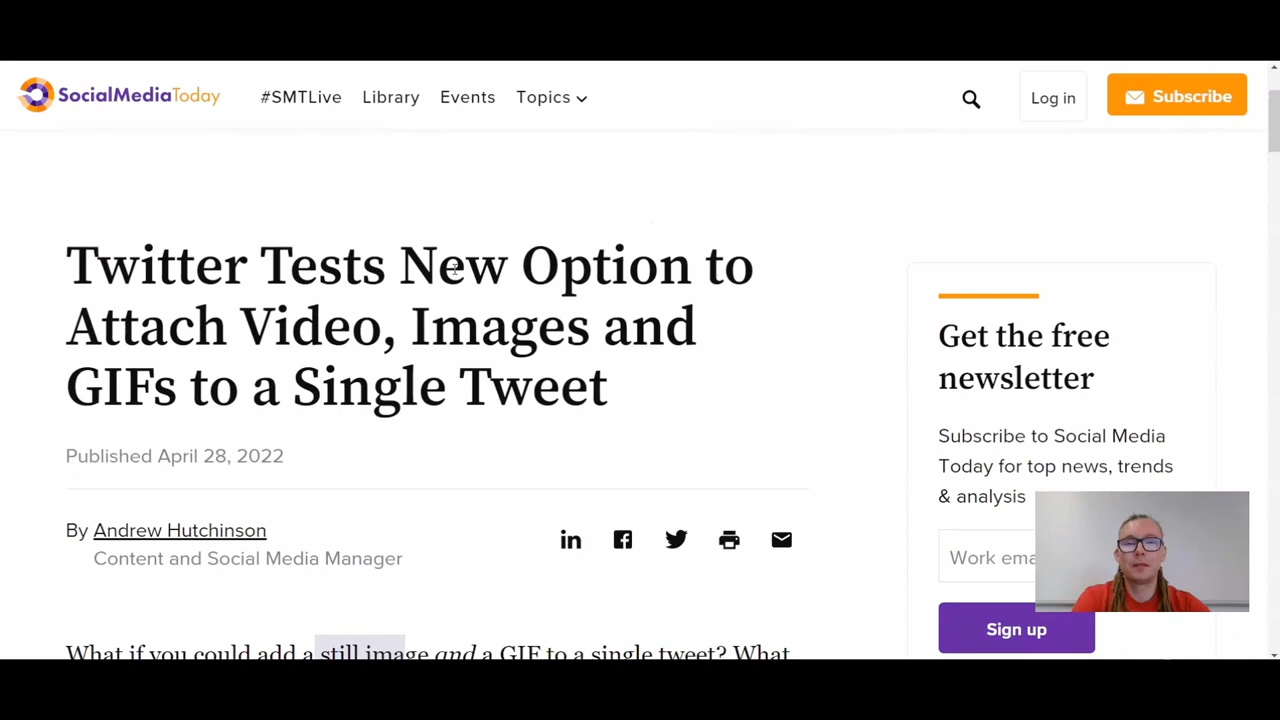 SocialMediaToday
#SMTLive Library Events Topics
Log in
Subscribe
Twitter Tests New Option to
Attach Video, Images and
GIFs to a Single Tweet
Published April 28, 2022
By Andrew Hutchinson
Content and Social Media Manager
What if you could add a still image and a GIF to a single tweet? What
Get the free
newsletter
Subscribe to Social Media
Today for top news, trends
& analysis
Work ema
Sign up